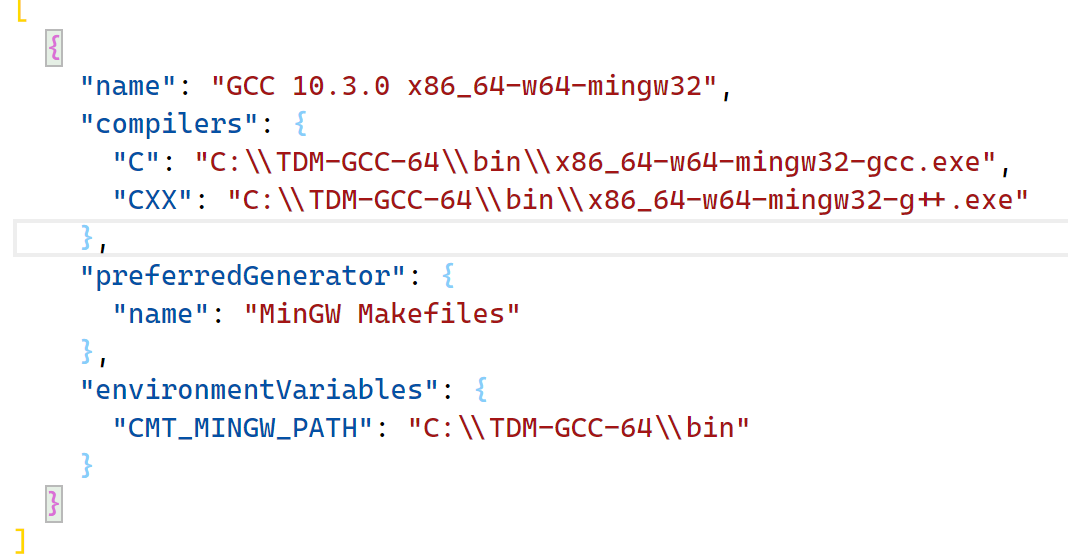 [
  {
    "name": "GCC 10.3.0 x86_64-w64-mingw32",
    "compilers": {
      "C": "C:\\TDM-GCC-64\\bin\\x86_64-w64-mingw32-gcc.exe",
      "CXX": "C:\\TDM-GCC-64\\bin\\x86_64-w64-mingw32-g++.exe"
    },
    "preferredGenerator": {
      "name": "MinGW Makefiles"
    },
    "environmentVariables": {
      "CMT_MINGW_PATH": "C:\\TDM-GCC-64\\bin"
    }
  }
]